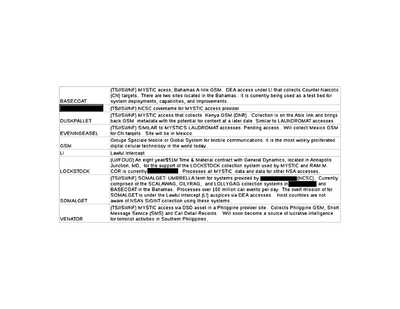 (TS//SI//NF) MYSTIC acess, Bahamas A-link GSM. DEA access under LI that collects Counter Narcotic
(CN) targets. There are two sites located in the Bahamas. It is currently being used as a test bed for
BASECOAT system deployments, capabilities, and improvements.
(TS//SI//NF) NCSC covername for MYSTIC access provider
(TS//SI//NF) MYSTIC access that collects Kenya GSM (DNR) Collection is on the Abis link and brings
DUSKPALLET back GSM metadata with the potential for content at a later date. Similar to LAUNDROMAT accesses
(TS//SI//NF) SIMILAR to MYSTIC'S LAUDROMAT accesses Pending access. Will collect Mexico GSM
EVENINGEASEL for CN targets Site will be in Mexico
Groupe Speciale Mobile or Global System for Mobile communications It is the most widely proliferated
GSM digital cellular technology in the world today.
LI Lawful Intercept
(U//FOUO) An eight year/$51M Time & Material contract with General Dynamics, located in Annapolis
Junction, MD, for the support of the LOCKSTOCK collection system used by MYSTIC and RAM-M.
LOCKSTOCK COR is currently Processes all MYSTIC data and data for other NSA accesses.
(TS//SI//NF) SOMALGET- UMBRELLA term for systems provided by (NCSC). Currently
comprised of the SCALAWAG, OILYRAG, and LOLLYGAG collection systems in and
BASECOAT in the Bahamas. Processes over 100 million call events per day. The overt mission of
SOMALGET is under the Lawful Intercept (LI) auspices via DEA accesses. Host countries are not
SOMALGET aware of NSA's SIGINT collection using these systems.
(TS//SI//NF) MYSTIC access via DSD asset in a Philippine provider site. Collects Philippine GSM, Short
Message Service (SMS) and Call Detail Records Will soon become a source of lucrative intelligence
VENATOR for terrorist activities in Southern Philippines.